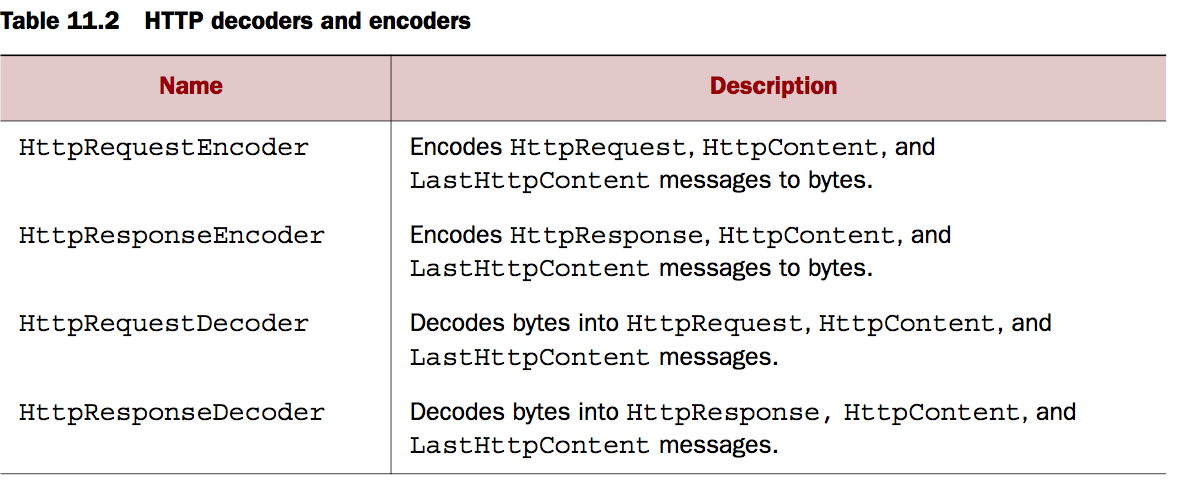 Table 11.2 HTTP decoders and encoders
Name Description
HttpRequestEncoder Encodes HttpRequest, HttpContent, and
LastHttpContent messages to bytes.
HttpResponseEncoder Encodes HttpResponse, HttpContent, and
LastHttpContent messages to bytes.
HttpRequestDecoder Decodes bytes into HttpRequest, HttpContent, and
LastHttpContent messages.
HttpResponseDecoder Decodes bytes into HttpResponse, HttpContent, and
LastHttpContent messages.